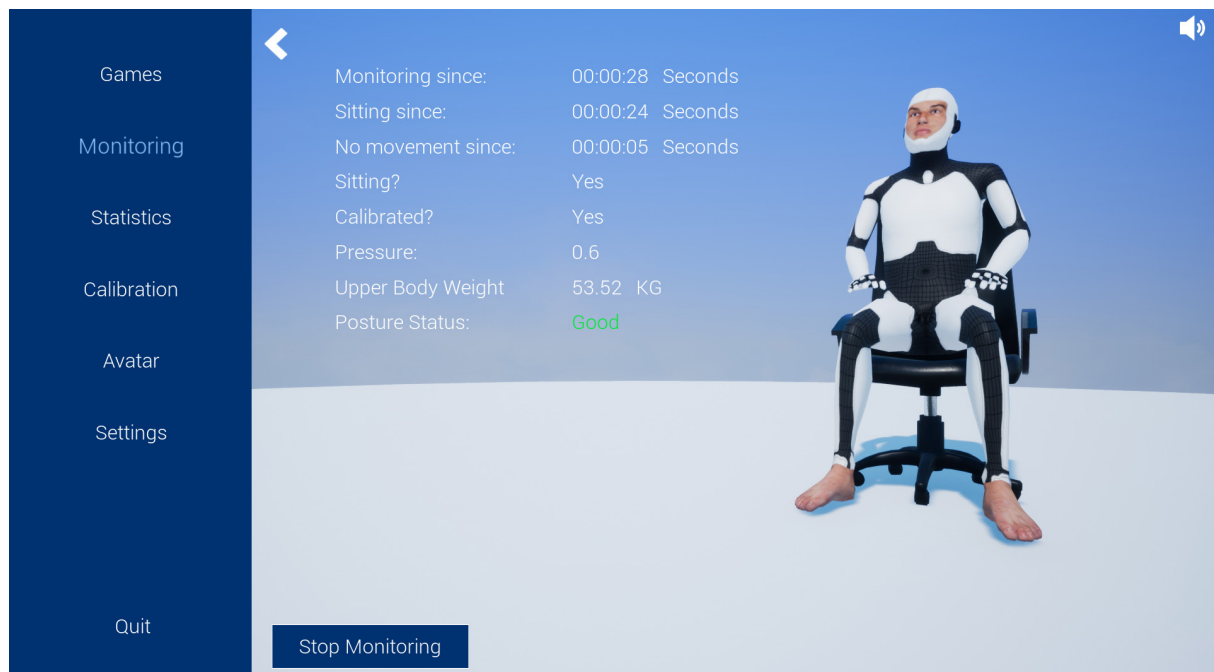 Games
Monitoring
Statistics
Calibration
Avatar
Settings
Quit
Monitoring since: 00:00:28 Seconds
Sitting since: 00:00:24 Seconds
No movement since: 00:00:05 Seconds
Sitting? Yes
Calibrated? Yes
Pressure: 0.6
Upper Body Weight 53.52 KG
Posture Status: Good
Stop Monitoring